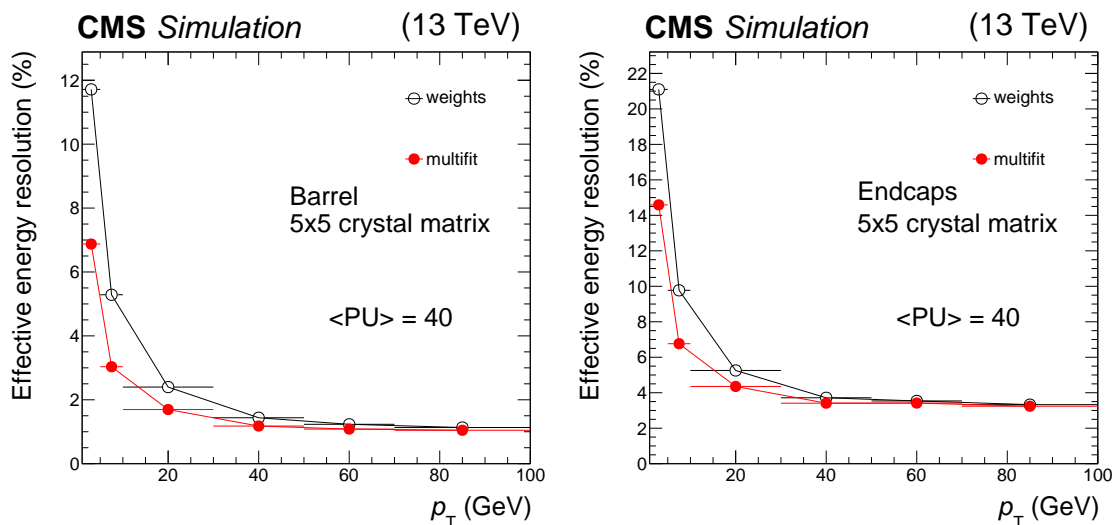 CMS Simulation (13 TeV)
Effective energy resolution (%)
12
10
8
6
4
2
0
weights
multifit
Barrel
5x5 crystal matrix
<PU> = 40
20 40 60 80 100
p_T (GeV)
CMS Simulation (13 TeV)
Effective energy resolution (%)
22
20
18
16
14
12
10
8
6
4
2
0
weights
multifit
Endcaps
5x5 crystal matrix
<PU> = 40
20 40 60 80 100
p_T (GeV)